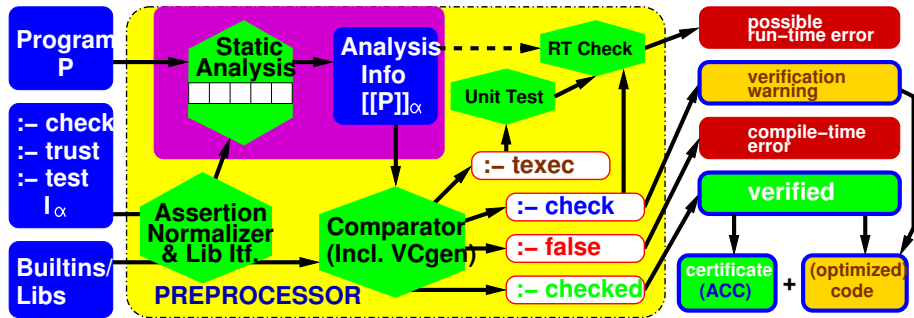 Program
P
:− check
:− trust
:− test
I α
Builtins/
Libs
Static
Analysis
Analysis
Info
[[P]]α
Assertion
Normalizer
& Lib Itf.
PREPROCESSOR
Comparator
(Incl. VCgen)
RT Check
Unit Test
:− texec
:− check
:− false
:− checked
possible
run−time error
verification
warning
compile−time
error
verified
certificate
(ACC)
+
(optimized)
code